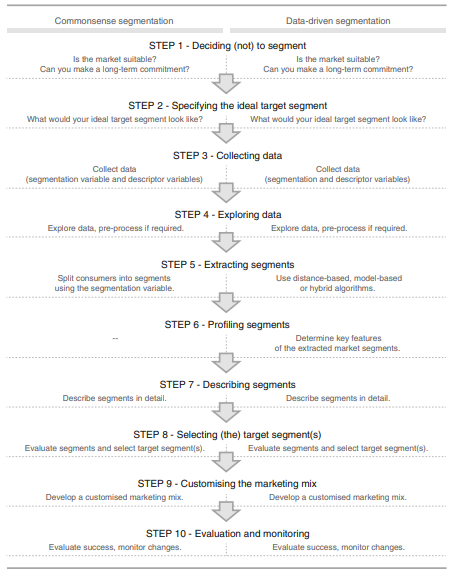 Commonsense segmentation Data-driven segmentation
STEP 1 - Deciding (not) to segment
Is the market suitable? Is the market suitable?
Can you make a long-term commitment? Can you make a long-term commitment?
STEP 2 - Specifying the ideal target segment
What would your ideal target segment look like? What would your ideal target segment look like?
STEP 3 - Collecting data
Collect data Collect data
(segmentation variable and descriptor variables) (segmentation and descriptor variables)
STEP 4 - Exploring data
Explore data, pre-process if required. Explore data, pre-process if required.
STEP 5 - Extracting segments
Split consumers into segments Use distance-based, model-based
using the segmentation variable. or hybrid algorithms.
STEP 6 - Profiling segments
-- Determine key features
of the extracted market segments.
STEP 7 - Describing segments
Describe segments in detail. Describe segments in detail.
STEP 8 - Selecting (the) target segment(s)
Evaluate segments and select target segment(s). Evaluate segments and select target segment(s).
STEP 9 - Customising the marketing mix
Develop a customised marketing mix. Develop a customised marketing mix.
STEP 10 - Evaluation and monitoring
Evaluate success, monitor changes. Evaluate success, monitor changes.